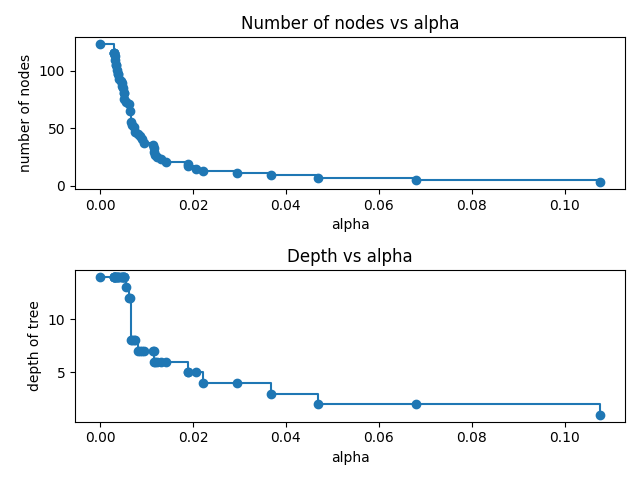 Number of nodes vs alpha
number of nodes
100
50
0
0.00 0.02 0.04 0.06 0.08 0.10
alpha
Depth vs alpha
depth of tree
10
5
0.00 0.02 0.04 0.06 0.08 0.10
alpha